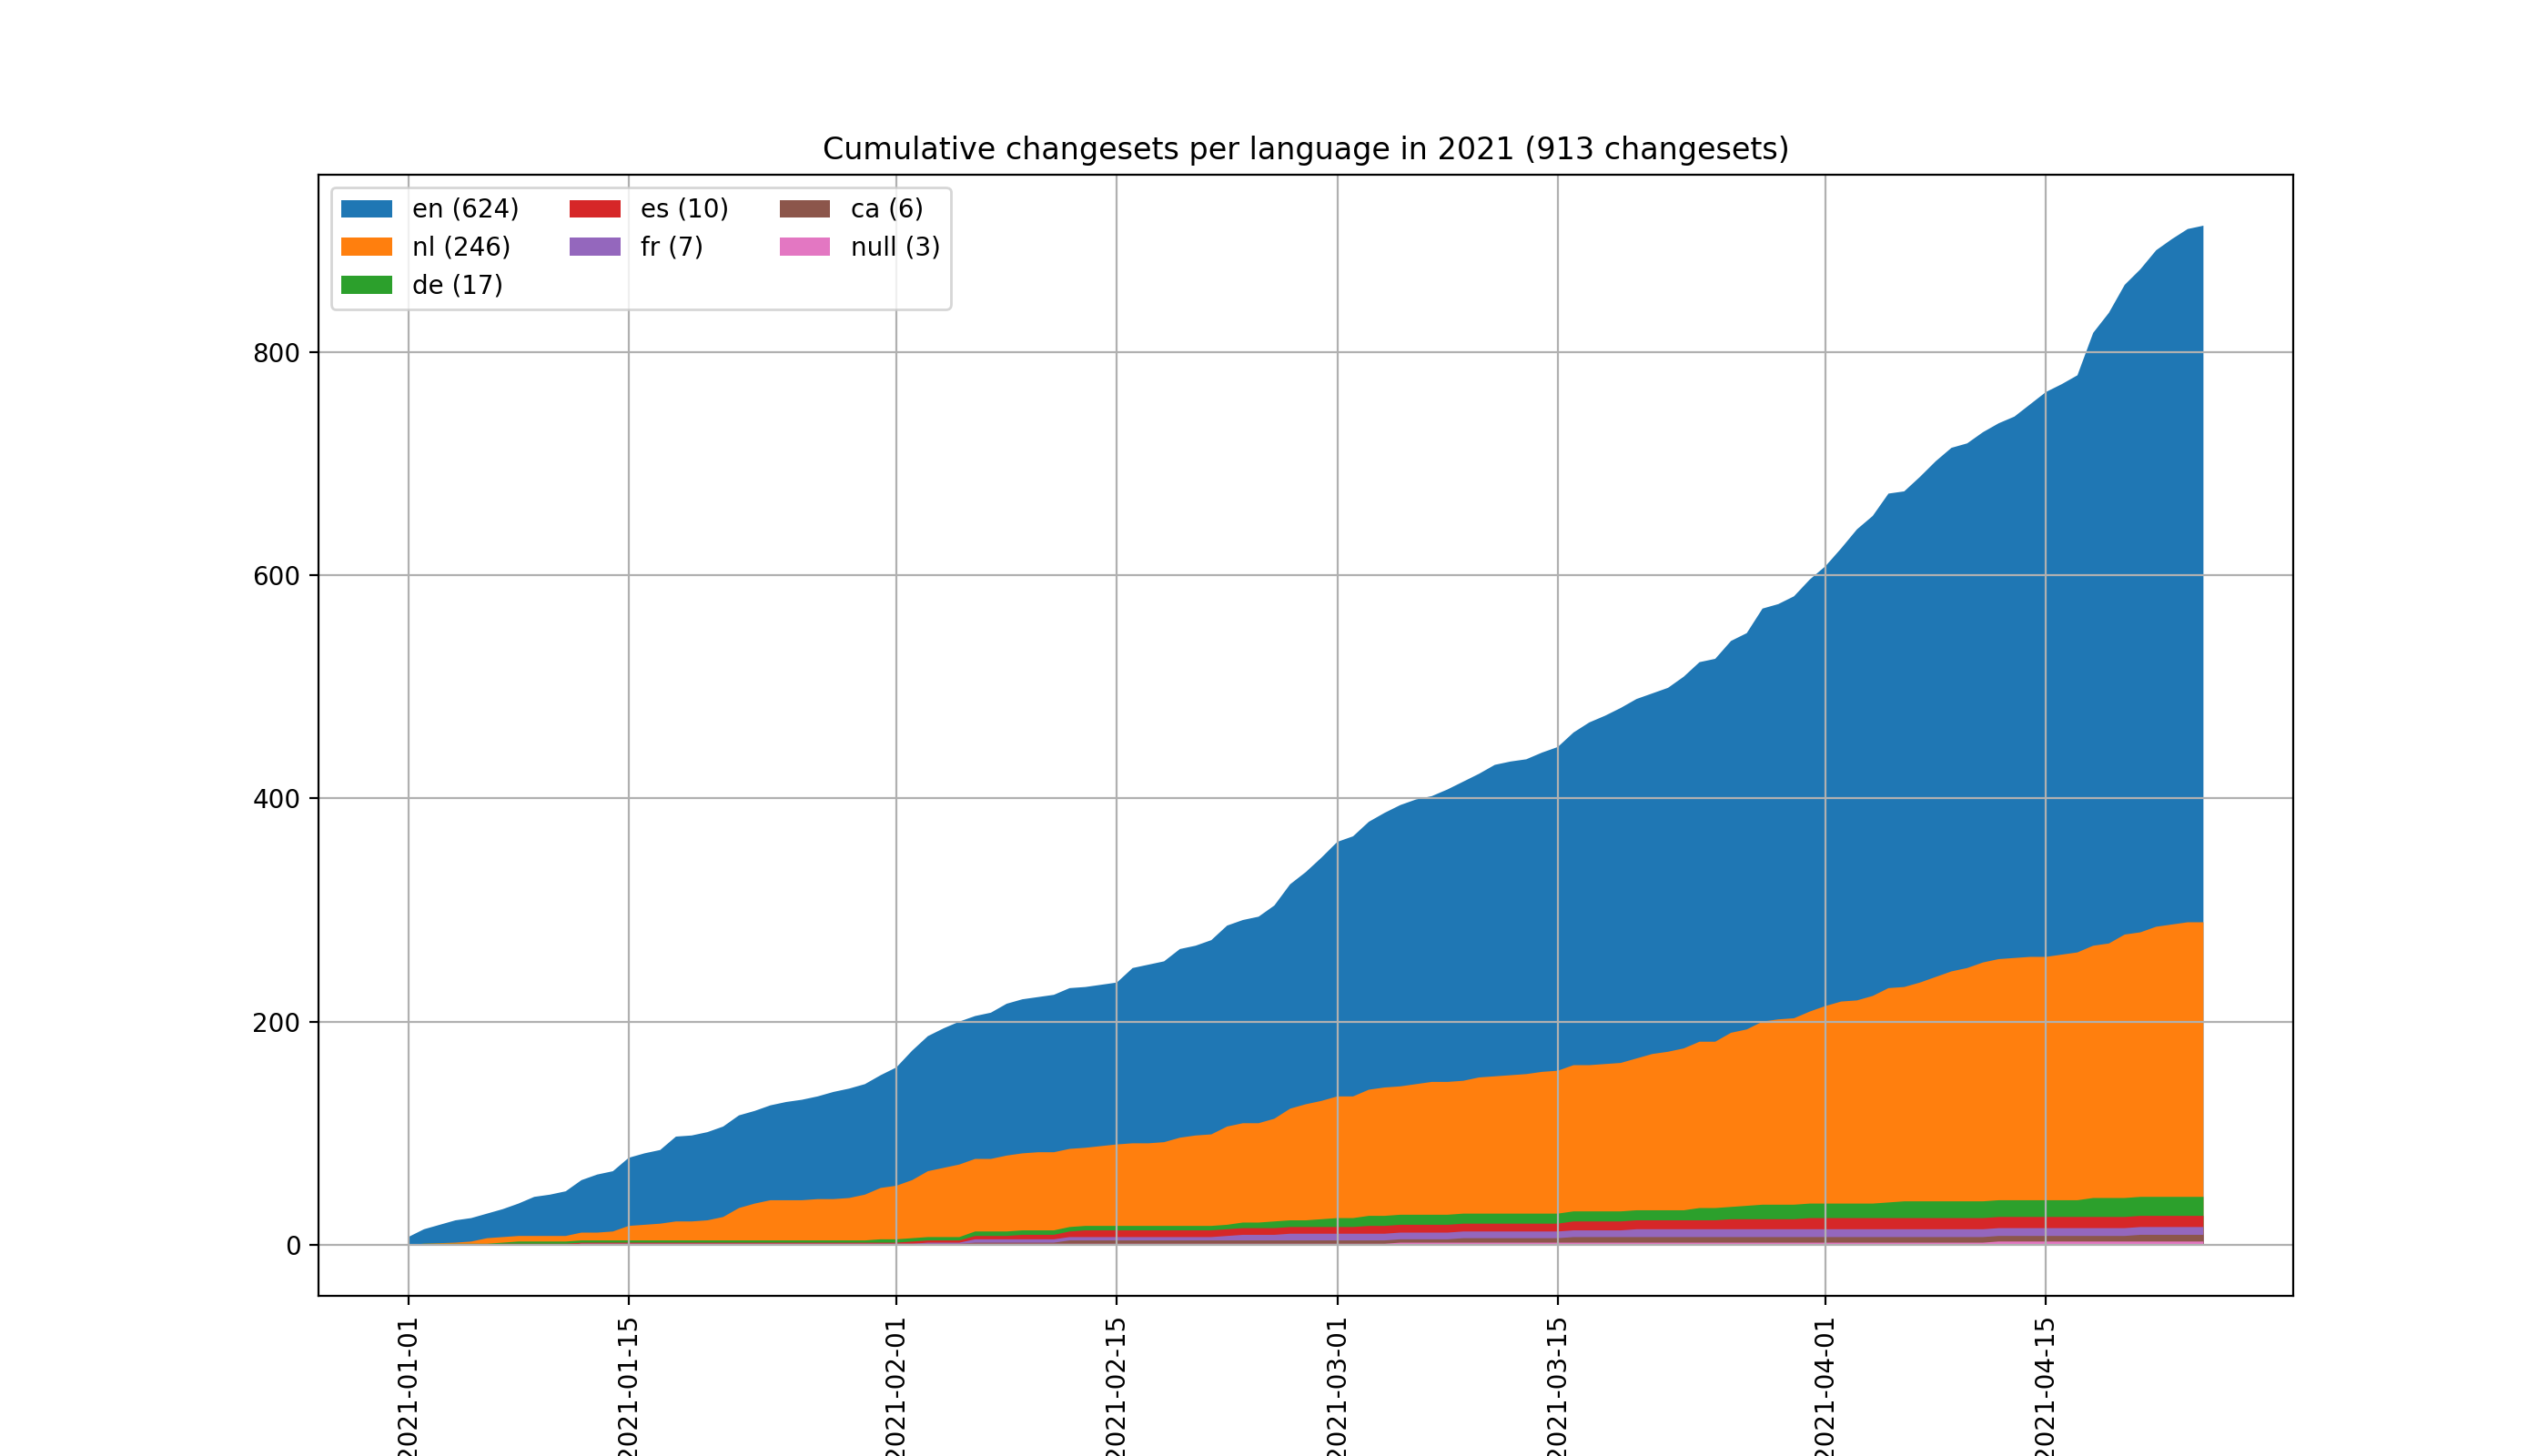 Cumulative changesets per language in 2021 (913 changesets)
en (624)
nl (246)
de (17)
es (10)
fr (7)
ca (6)
null (3)
800
600
400
200
0
2021-01-01
2021-01-15
2021-02-01
2021-02-15
2021-03-01
2021-03-15
2021-04-01
2021-04-15